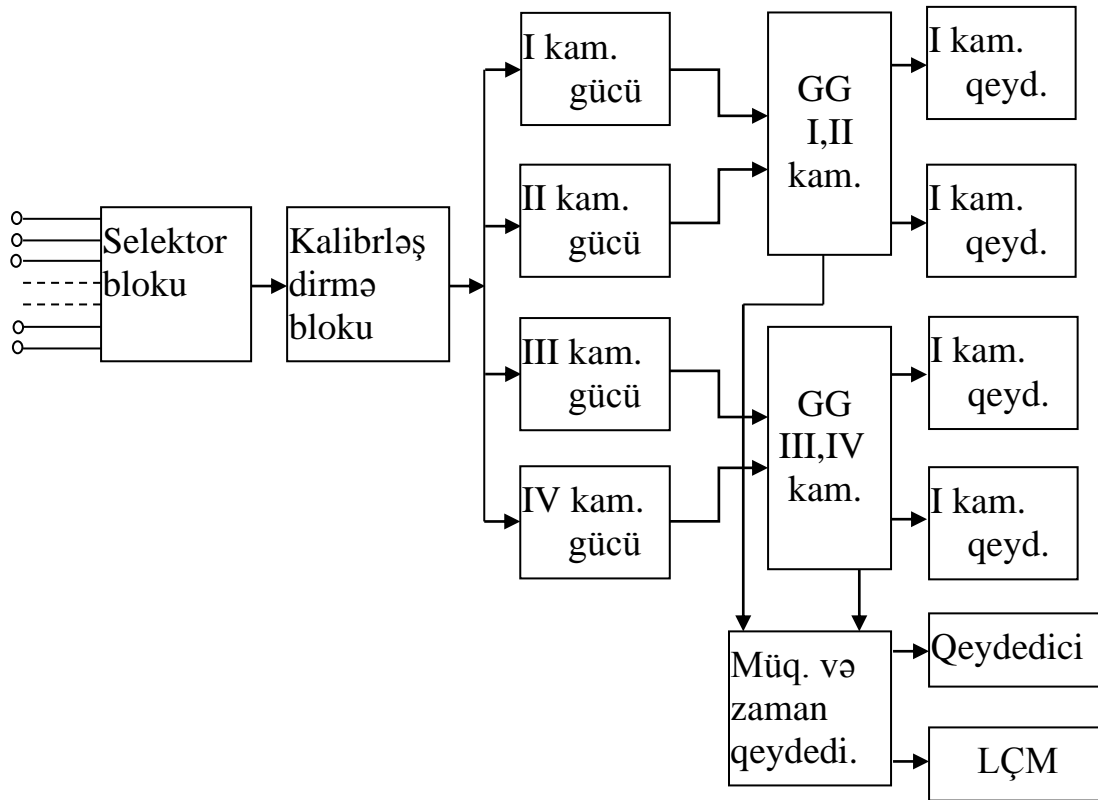 I kam.
gücü
GG
I,II
kam.
I kam.
qeyd.
II kam.
gücü
I kam.
qeyd.
Selektor
bloku
Kalibrləş
dirmə
bloku
III kam.
gücü
GG
III,IV
kam.
I kam.
qeyd.
IV kam.
gücü
I kam.
qeyd.
Müq. və
zaman
qeydedi.
Qeydedici
LÇM